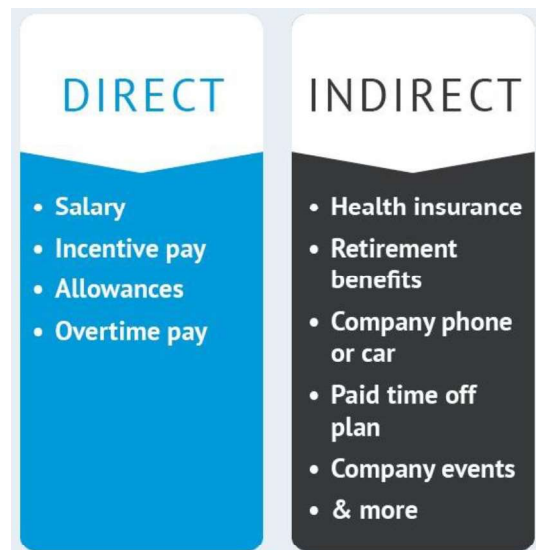 DIRECT
• Salary
• Incentive pay
• Allowances
• Overtime pay
INDIRECT
• Health insurance
• Retirement
benefits
• Company phone
or car
• Paid time off
plan
• Company events
• & more